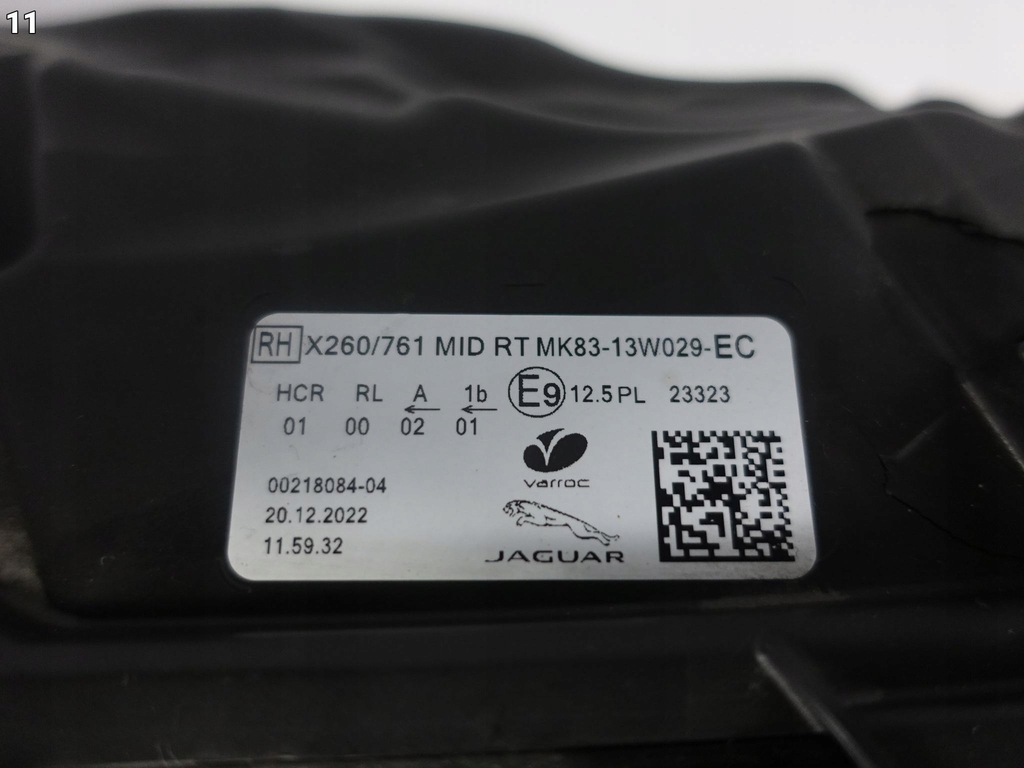 11
RH X260/761 MID RT MK83-13W029-EC
HCR RL A 1b E9 12.5 PL 23323
01 00 02 01
varroc
00218084-04
20.12.2022
11.59.32
JAGUAR